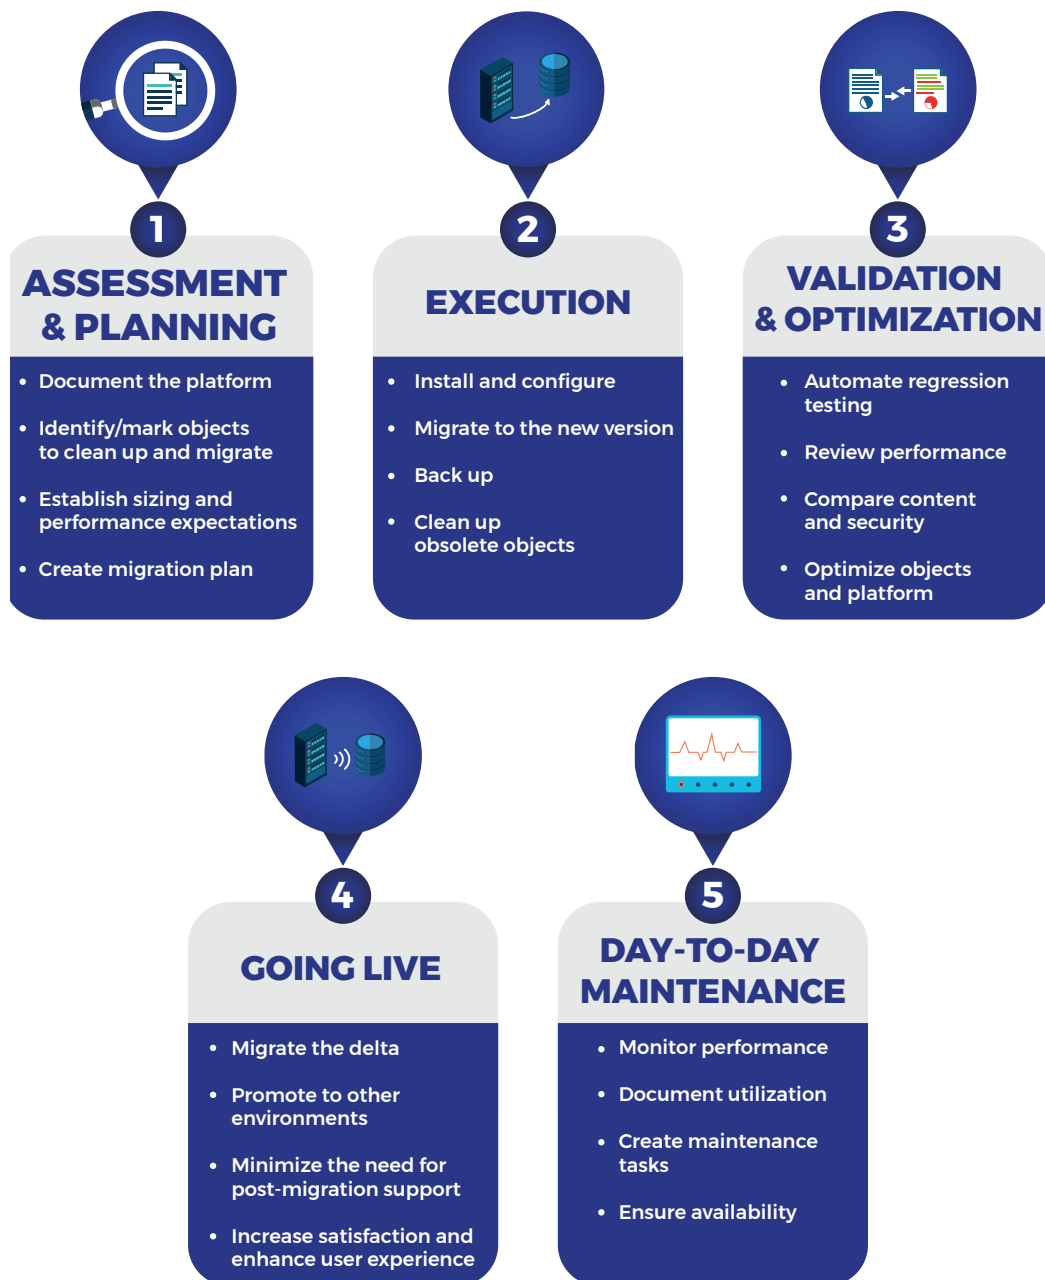 1
ASSESSMENT
& PLANNING
• Document the platform
• Identify/mark objects
to clean up and migrate
• Establish sizing and
performance expectations
• Create migration plan
2
EXECUTION
• Install and configure
• Migrate to the new version
• Back up
• Clean up
obsolete objects
3
VALIDATION
& OPTIMIZATION
• Automate regression
testing
• Review performance
• Compare content
and security
• Optimize objects
and platform
4
GOING LIVE
• Migrate the delta
• Promote to other
environments
• Minimize the need for
post-migration support
• Increase satisfaction and
enhance user experience
5
DAY-TO-DAY
MAINTENANCE
• Monitor performance
• Document utilization
• Create maintenance
tasks
• Ensure availability